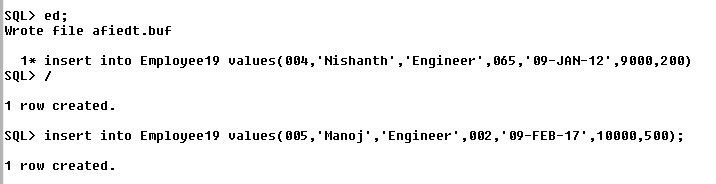 SQL> ed;
Wrote file afiedt.buf
1* insert into Employee19 values(004,'Nishanth','Engineer',065,'09-JAN-12',9000,200)
SQL> /
1 row created.
SQL> insert into Employee19 values(005,'Manoj','Engineer',002,'09-FEB-17',10000,500);
1 row created.